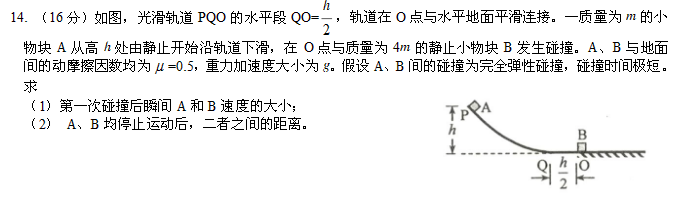 14.（16分）如图，光滑轨道 PQO 的水平段 QO=h/2，轨道在 O 点与水平地面平滑连接。一质量为 m 的小
物块 A 从高 h 处由静止开始沿轨道下滑，在 O 点与质量为 4m 的静止小物块 B 发生碰撞。A、B 与地面
间的动摩擦因数均为 μ=0.5，重力加速度大小为 g。假设 A、B 间的碰撞为完全弹性碰撞，碰撞时间极短。
求
（1）第一次碰撞后瞬间 A 和 B 速度的大小；
（2） A、B 均停止运动后，二者之间的距离。
P A
h
B
Q h/2 O